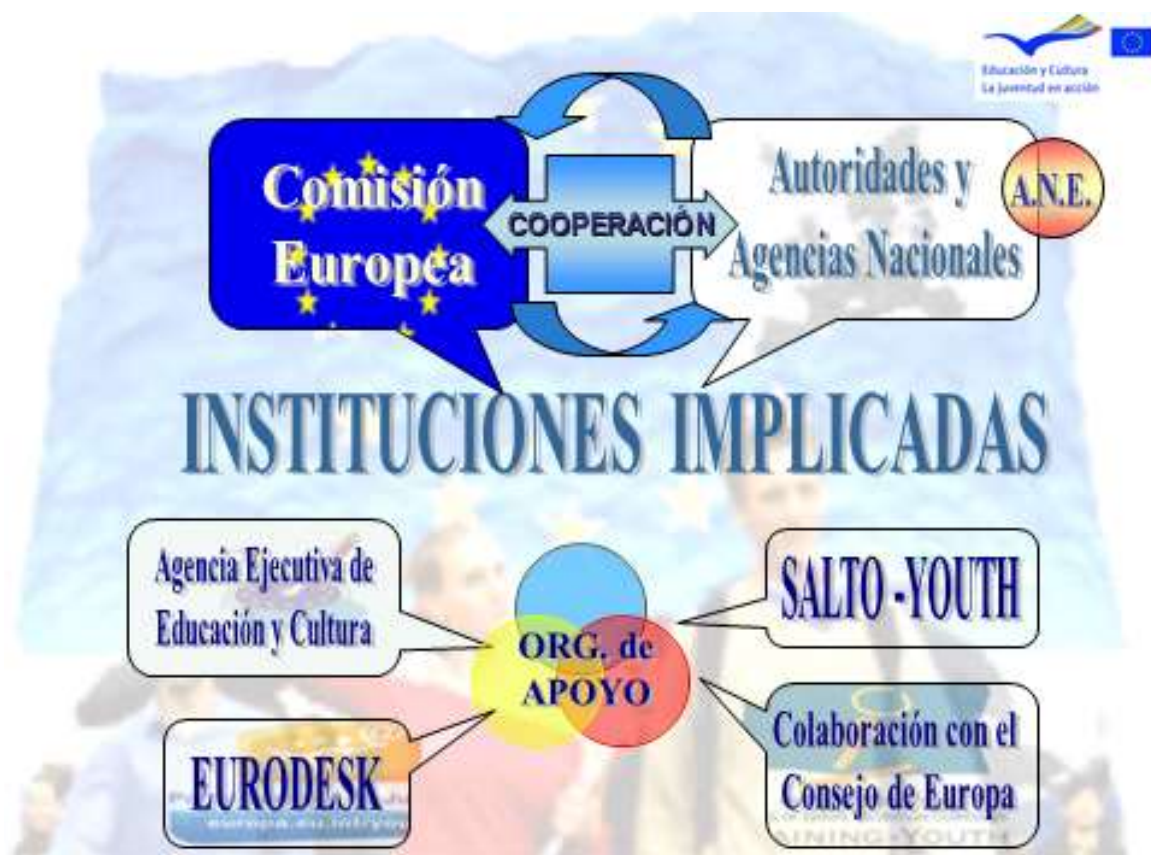 Educación y Cultura
La juventud en acción
Comisión
Europea
COOPERACIÓN
Autoridades y
Agencias Nacionales
A.N.E.
INSTITUCIONES IMPLICADAS
Agencia Ejecutiva de
Educación y Cultura
SALTO -YOUTH
ORG. de
APOYO
EURODESK
Colaboración con el
Consejo de Europa